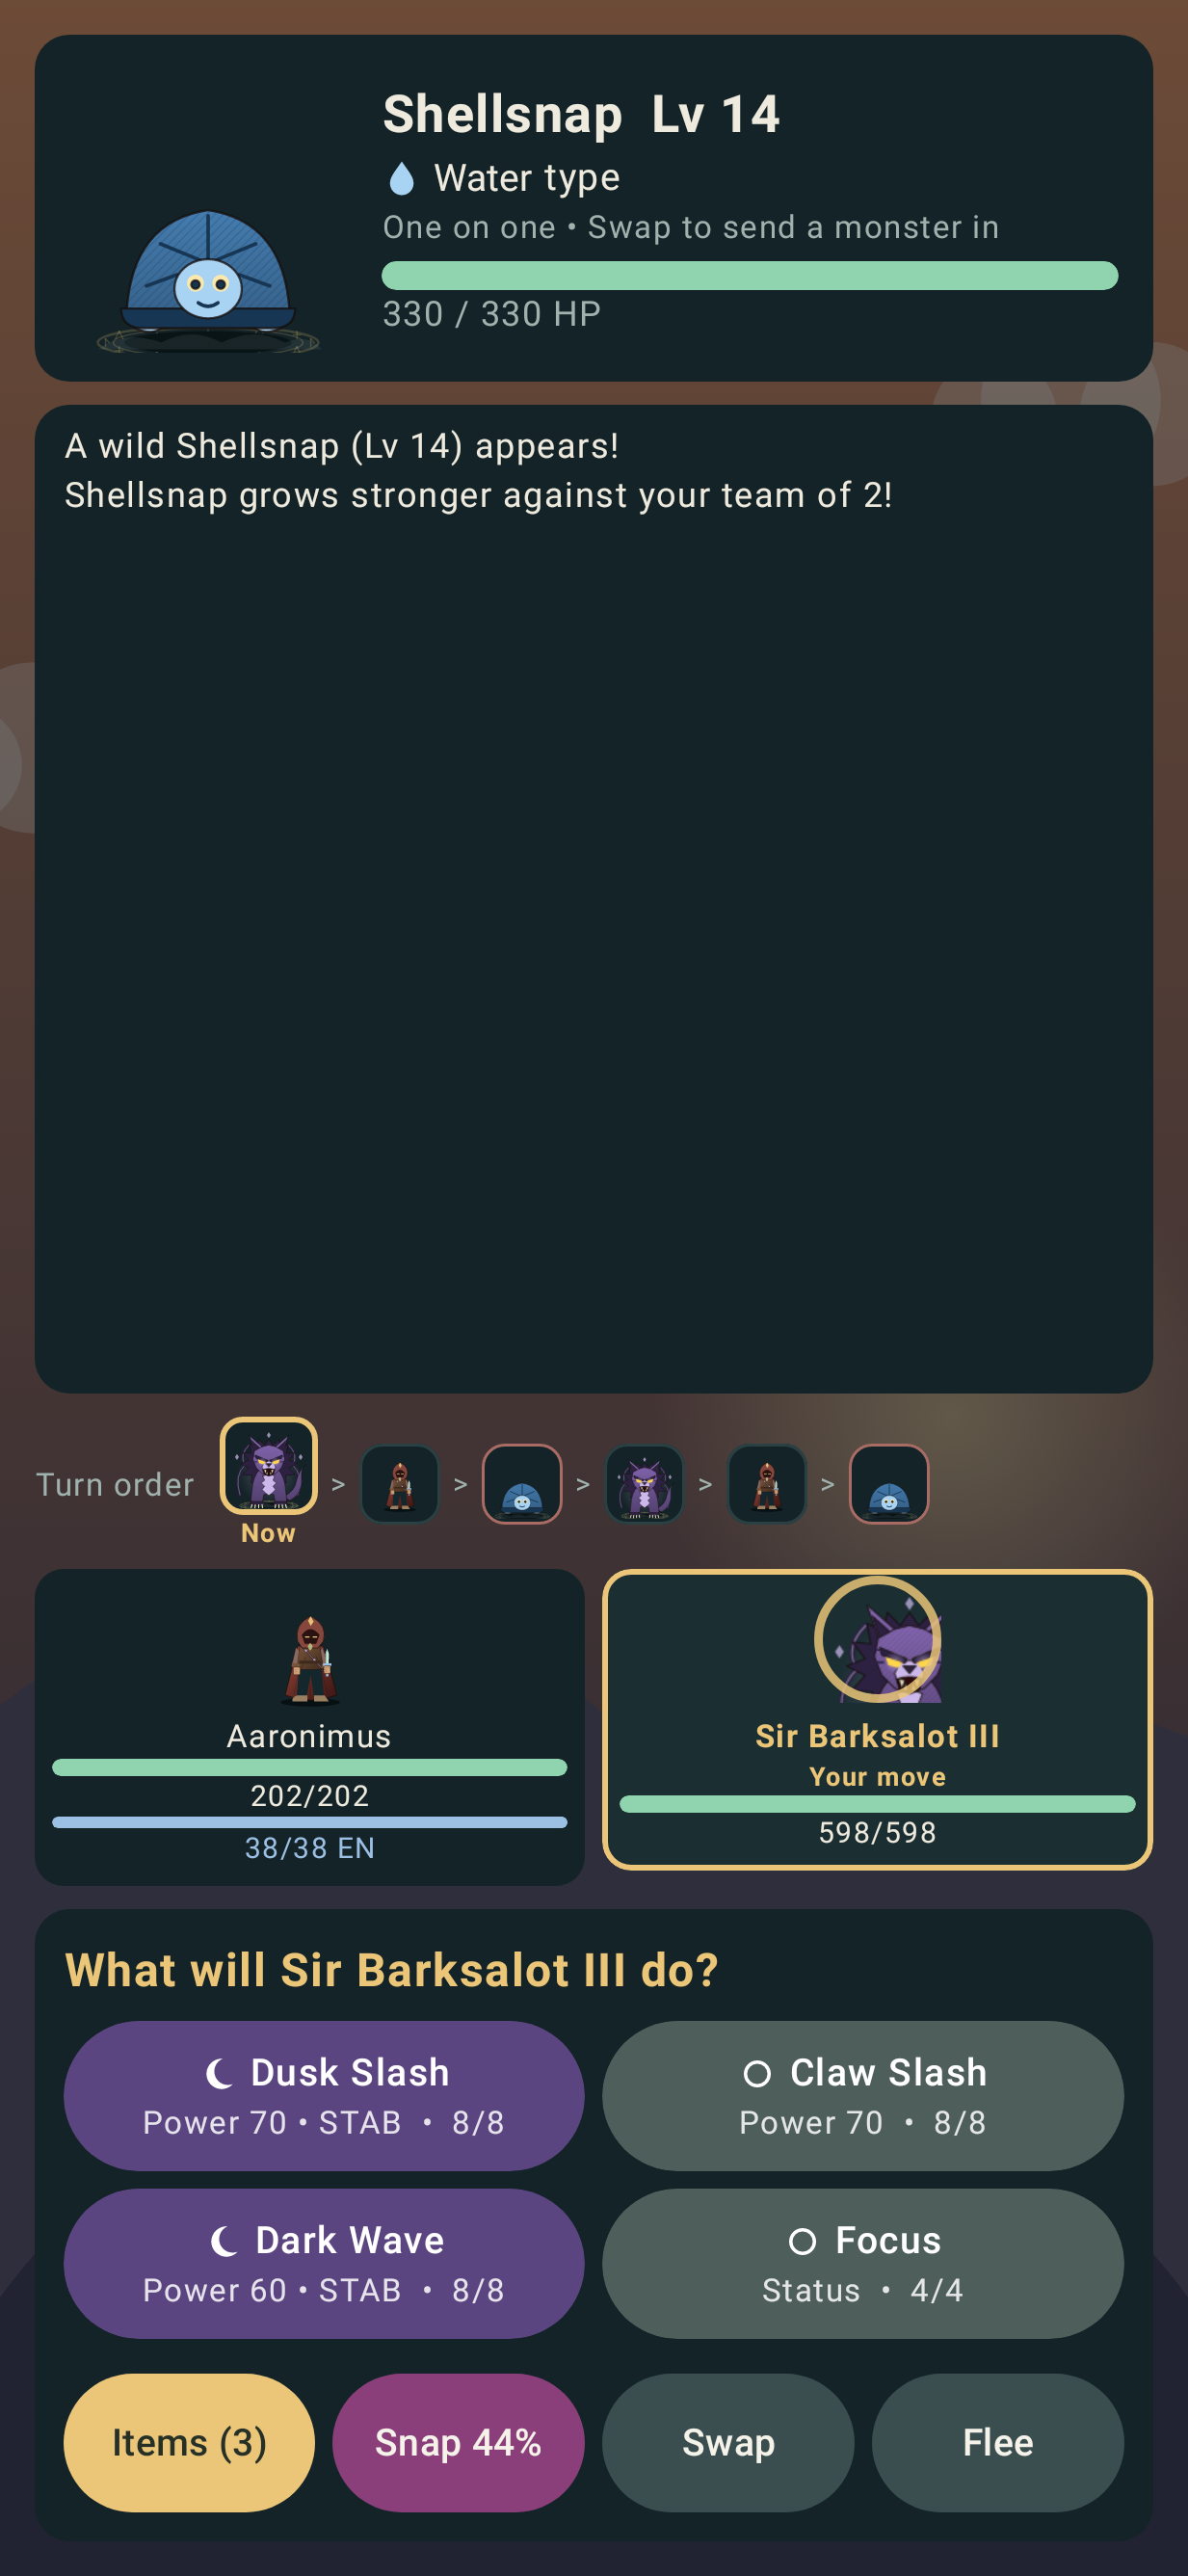 Shellsnap Lv 14
Water type
One on one • Swap to send a monster in
330 / 330 HP
A wild Shellsnap (Lv 14) appears!
Shellsnap grows stronger against your team of 2!
Turn order > > > > >
Now
Aaronimus
202/202
38/38 EN
Sir Barksalot III
Your move
598/598
What will Sir Barksalot III do?
Dusk Slash
Power 70 • STAB • 8/8
Claw Slash
Power 70 • 8/8
Dark Wave
Power 60 • STAB • 8/8
Focus
Status • 4/4
Items (3)
Snap 44%
Swap
Flee